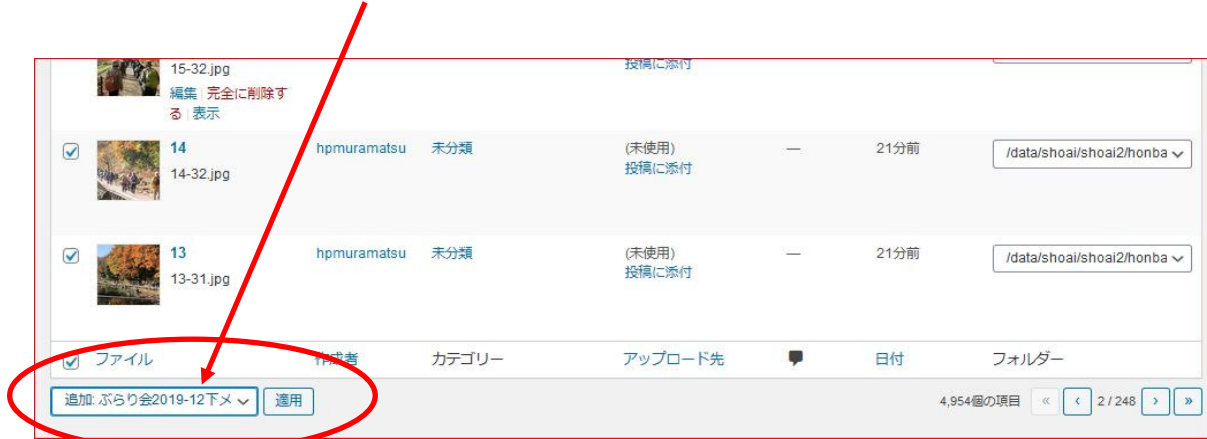 15-32.jpg
投稿に添付
編集 | 完全に削除す
る | 表示
14 hpmuramatsu 未分類 (未使用) — 21分前 /data/shoai/shoai2/honba
14-32.jpg 投稿に添付
13 hpmuramatsu 未分類 (未使用) — 21分前 /data/shoai/shoai2/honba
13-31.jpg 投稿に添付
ファイル 作成者 カテゴリー アップロード先 日付 フォルダー
追加: ぶらり会2019-12下メ 適用 4,954個の項目 « ‹ 2 / 248 › »